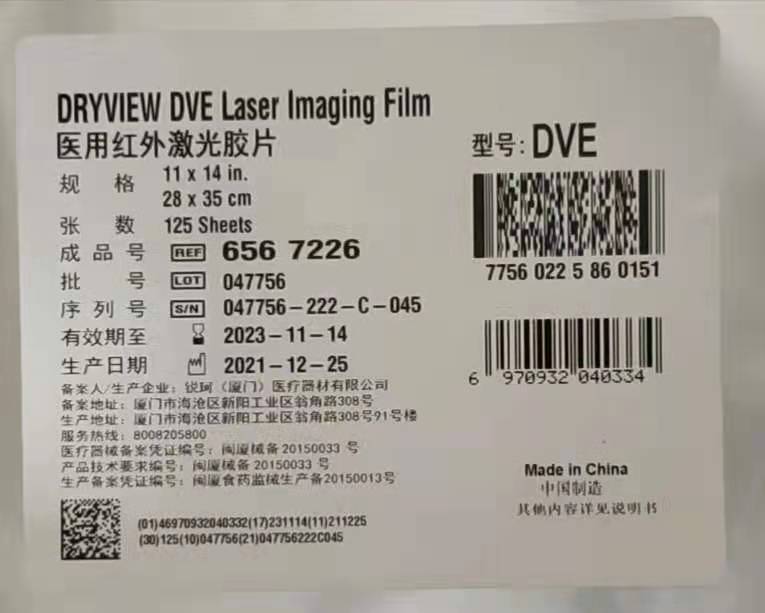 DRYVIEW DVE Laser Imaging Film
医用红外激光胶片
型号: DVE
规 格 11 x 14 in.
28 x 35 cm
张 数 125 Sheets
成 品 号 REF 656 7226
批 号 LOT 047756
序 列 号 S/N 047756-222-C-045
有效期至 2023-11-14
生产日期 2021-12-25
备案人/生产企业: 锐珂 (厦门) 医疗器材有限公司
备案地址: 厦门市海沧区新阳工业区翁角路308号
生产地址: 厦门市海沧区新阳工业区翁角路308号91号楼
服务热线: 8008205800
医疗器械备案凭证编号: 闽厦械备 20150033 号
产品技术要求编号: 闽厦械备 20150033 号
生产备案凭证编号: 闽厦食药监械生产备20150013号
(01)46970932040332(17)231114(11)211225
(30)125(10)047756(21)047756222C045
7756 022 5 86 0151
6 970932 040334
Made in China
中国制造
其他内容详见说明书